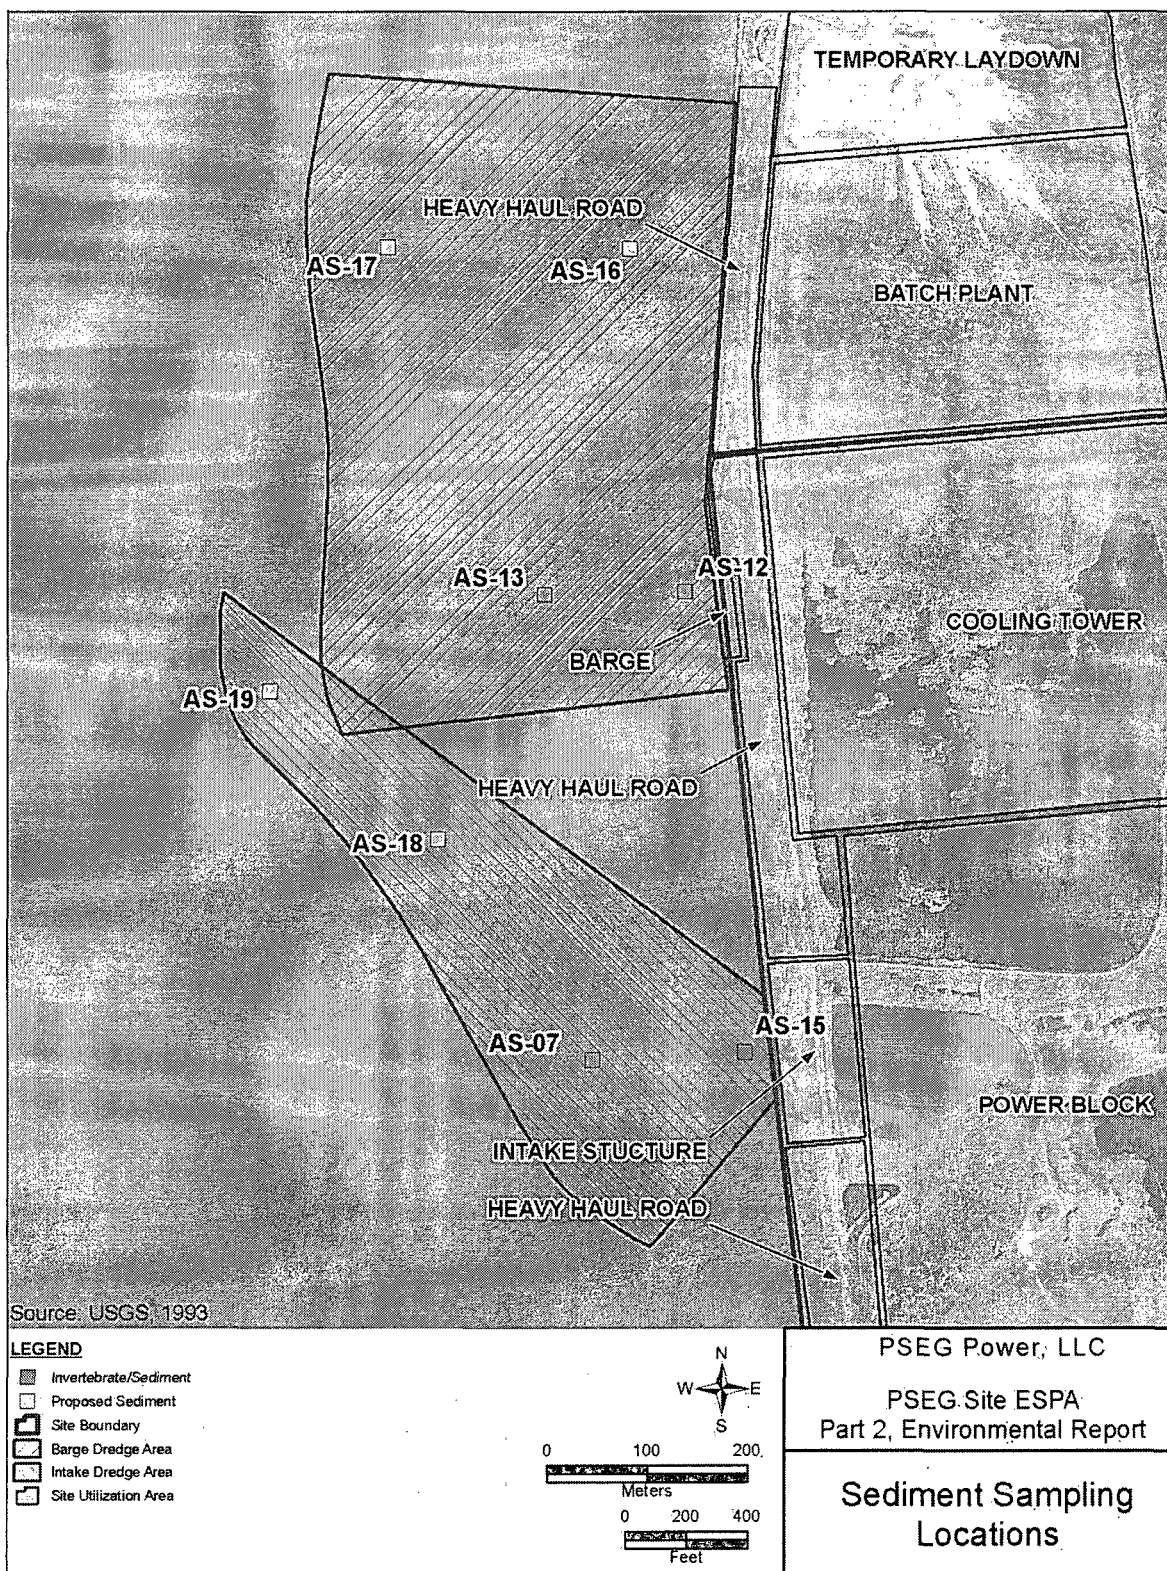 TEMPORARY LAYDOWN
HEAVY HAUL ROAD
AS-17
AS-16
BATCH PLANT
AS-13
AS-12
COOLING TOWER
BARGE
AS-19
HEAVY HAUL ROAD
AS-18
AS-15
AS-07
POWER BLOCK
INTAKE STUCTURE
HEAVY HAUL ROAD
Source: USGS, 1993
LEGEND
Invertebrate/Sediment
Proposed Sediment
Site Boundary
Barge Dredge Area
Intake Dredge Area
Site Utilization Area
N
W E
S
0 100 200
Meters
0 200 400
Feet
PSEG Power, LLC
PSEG Site ESPA
Part 2, Environmental Report
Sediment Sampling
Locations